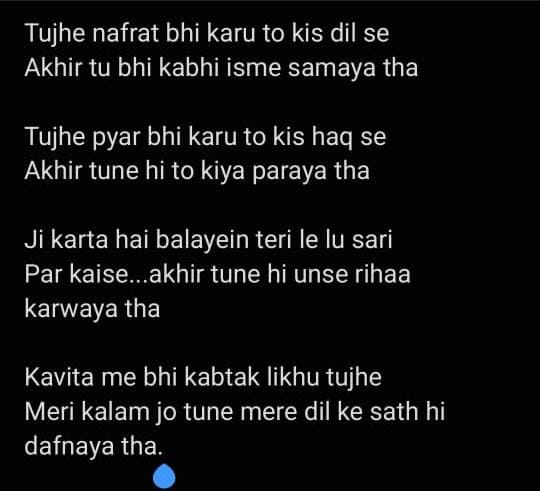 Tujhe nafrat bhi karu to kis dil se
Akhir tu bhi kabhi isme samaya tha
Tujhe pyar bhi karu to kis haq se
Akhir tune hi to kiya paraya tha
Ji karta hai balayein teri le lu sari
Par kaise...akhir tune hi unse rihaa
karwaya tha
Kavita me bhi kabtak likhu tujhe
Meri kalam jo tune mere dil ke sath hi
dafnaya tha.